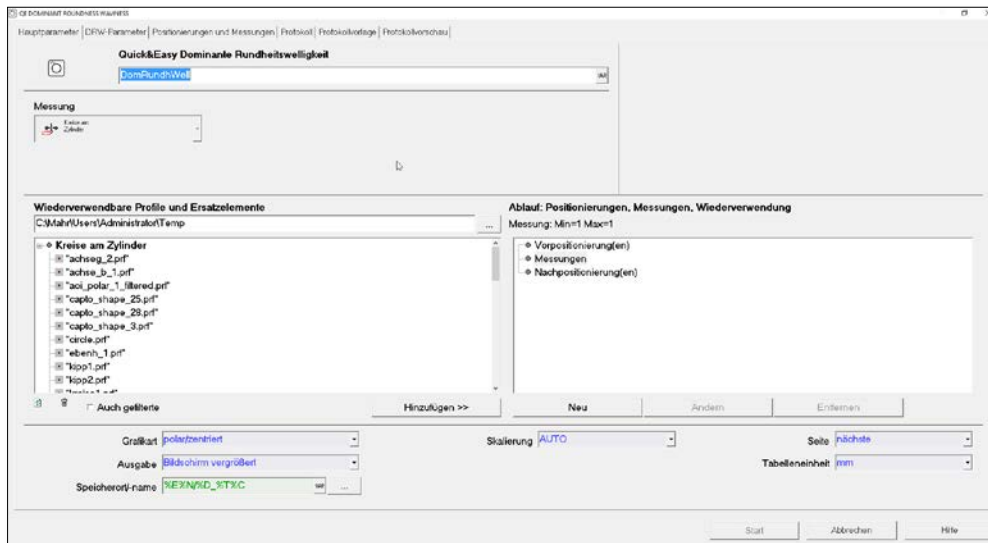 QE DOMINANT ROUNDNESS WAVINESS
Hauptparameter | DRW-Parameter | Positionierungen und Messungen | Protokoll | Protokollvorlage | Protokollvorschau
Quick&Easy Dominante Rundheitswelligkeit
DomRundhWell
Messung
Kreise am
Zylinder
Wiederverwendbare Profile und Ersatzelemente
C:\Mahr\Users\Administrator\Temp
...
Kreise am Zylinder
"achseg_2.prf"
"achse_b_1.prf"
"aoi_polar_1_filtered.prf"
"capto_shape_25.prf"
"capto_shape_28.prf"
"capto_shape_3.prf"
"circle.prf"
"ebenh_1.prf"
"kipp1.prf"
"kipp2.prf"
Auch gefilterte
Hinzufügen >>
Ablauf: Positionierungen, Messungen, Wiederverwendung
Messung: Min=1 Max=1
Vorpositionierung(en)
Messungen
Nachpositionierung(en)
Neu
Ändern
Entfernen
Grafikart polar/zentriert
Skalierung AUTO
Seite nächste
Ausgabe Bildschirm vergrößert
Tabelleneinheit mm
Speicherort/-name %E%N/%D_%T%C
...
Start
Abbrechen
Hilfe